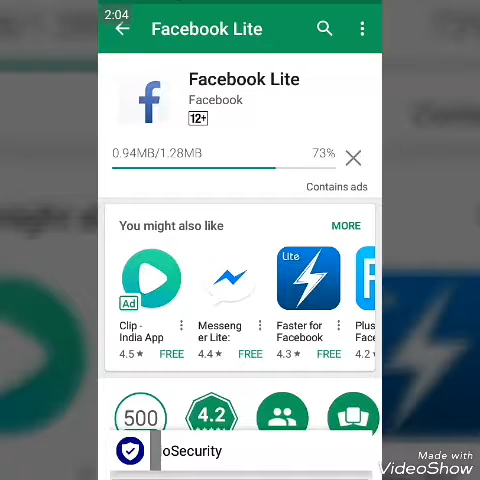 2:04
Facebook Lite
Facebook Lite
Facebook
12+
0.94MB/1.28MB 73%
Contains ads
You might also like MORE
Lite
Ad
Clip - India App
4.5★ FREE
Messeng er Lite:
4.4★ FREE
Faster for Facebook
4.3★ FREE
Plus Face
4.2
500
4.2
oSecurity
Made with
VideoShow